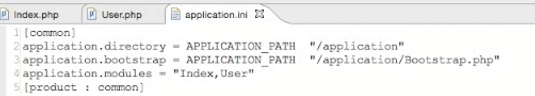 Index.php User.php application.ini
1 [common]
2 application.directory = APPLICATION_PATH "/application"
3 application.bootstrap = APPLICATION_PATH "/application/Bootstrap.php"
4 application.modules = "Index,User"
5 [product : common]